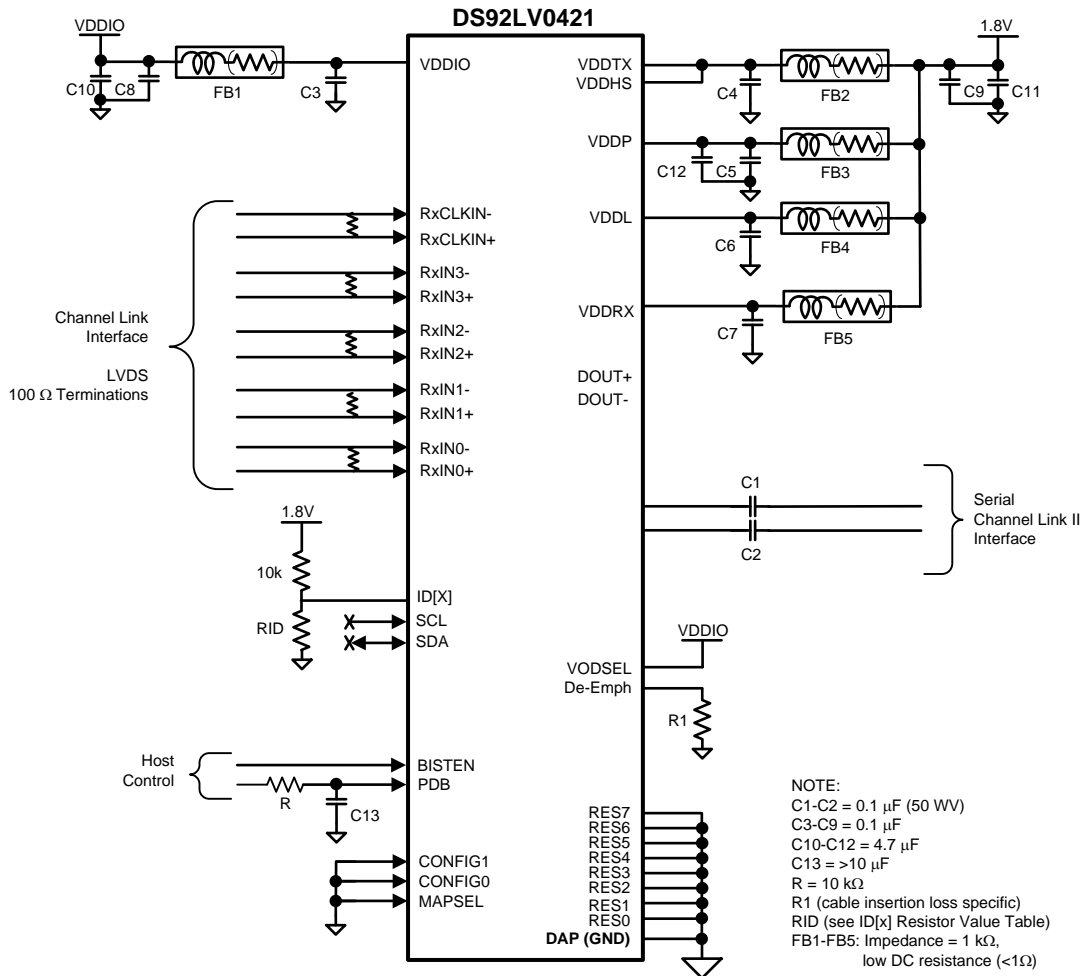 DS92LV0421
VDDIO
C10
C8
FB1
C3
VDDIO
VDDTX
VDDHS
C4
FB2
1.8V
C9
C11
VDDP
C12
C5
FB3
VDDL
C6
FB4
VDDRX
C7
FB5
Channel Link
Interface
LVDS
100 Ω Terminations
RxCLKIN-
RxCLKIN+
RxIN3-
RxIN3+
RxIN2-
RxIN2+
RxIN1-
RxIN1+
RxIN0-
RxIN0+
DOUT+
DOUT-
C1
C2
Serial
Channel Link II
Interface
1.8V
10k
RID
ID[X]
SCL
SDA
VDDIO
VODSEL
De-Emph
R1
Host
Control
R
C13
BISTEN
PDB
CONFIG1
CONFIG0
MAPSEL
RES7
RES6
RES5
RES4
RES3
RES2
RES1
RES0
DAP (GND)
NOTE:
C1-C2 = 0.1 μF (50 WV)
C3-C9 = 0.1 μF
C10-C12 = 4.7 μF
C13 = >10 μF
R = 10 kΩ
R1 (cable insertion loss specific)
RID (see ID[x] Resistor Value Table)
FB1-FB5: Impedance = 1 kΩ,
low DC resistance (<1Ω)